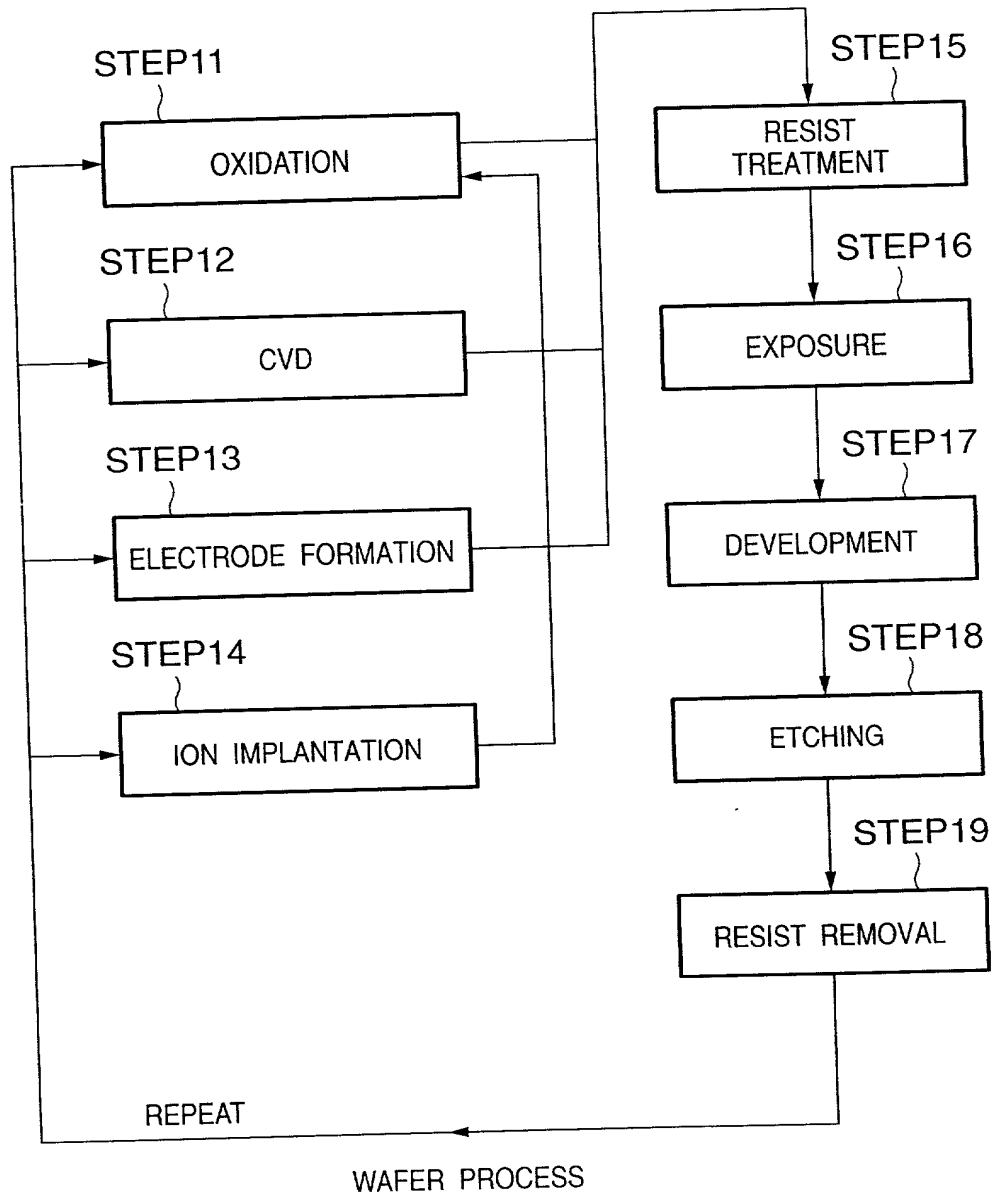 STEP11
OXIDATION
STEP12
CVD
STEP13
ELECTRODE FORMATION
STEP14
ION IMPLANTATION
STEP15
RESIST
TREATMENT
STEP16
EXPOSURE
STEP17
DEVELOPMENT
STEP18
ETCHING
STEP19
RESIST REMOVAL
REPEAT
WAFER PROCESS